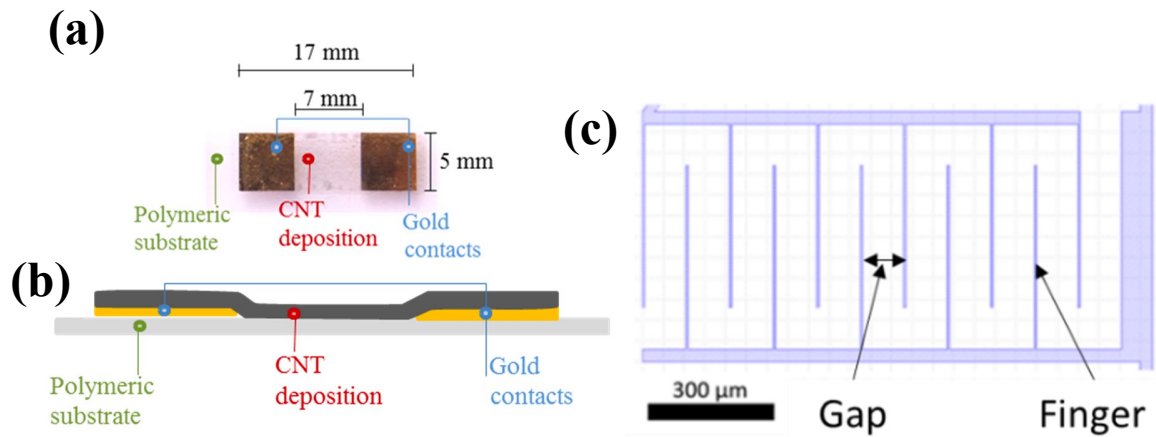 (a)
17 mm
7 mm
5 mm
Polymeric
substrate
CNT
deposition
Gold
contacts
(b)
Polymeric
substrate
CNT
deposition
Gold
contacts
(c)
300 µm
Gap
Finger